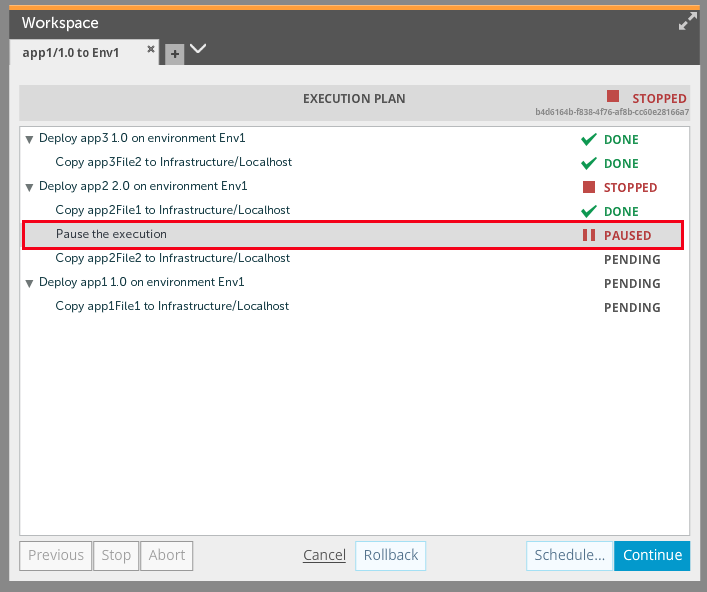 Workspace
app1/1.0 to Env1
EXECUTION PLAN STOPPED
b4d6164b-f838-4f76-af8b-cc60e28166a7
Deploy app3 1.0 on environment Env1 DONE
Copy app3File2 to Infrastructure/Localhost DONE
Deploy app2 2.0 on environment Env1 STOPPED
Copy app2File1 to Infrastructure/Localhost DONE
Pause the execution PAUSED
Copy app2File2 to Infrastructure/Localhost PENDING
Deploy app1 1.0 on environment Env1 PENDING
Copy app1File1 to Infrastructure/Localhost PENDING
Previous Stop Abort Cancel Rollback Schedule... Continue